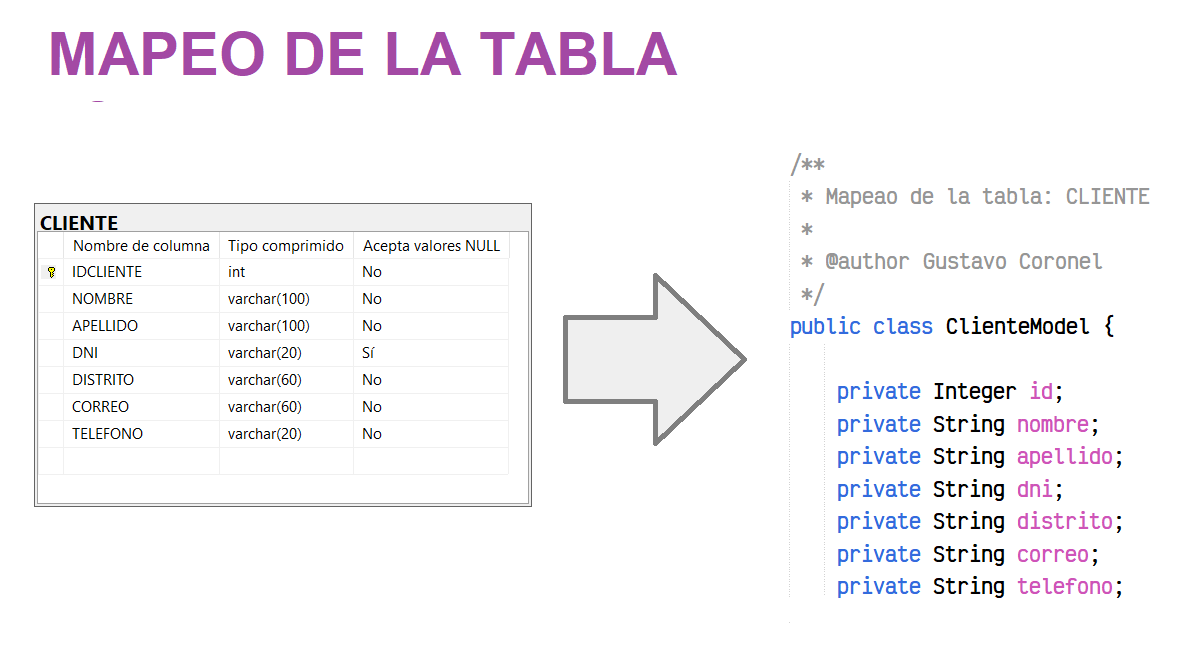 MAPEO DE LA TABLA
CLIENTE
Nombre de columna Tipo comprimido Acepta valores NULL
IDCLIENTE int No
NOMBRE varchar(100) No
APELLIDO varchar(100) No
DNI varchar(20) Sí
DISTRITO varchar(60) No
CORREO varchar(60) No
TELEFONO varchar(20) No
/**
* Mapeao de la tabla: CLIENTE
*
* @author Gustavo Coronel
*/
public class ClienteModel {
private Integer id;
private String nombre;
private String apellido;
private String dni;
private String distrito;
private String correo;
private String telefono;